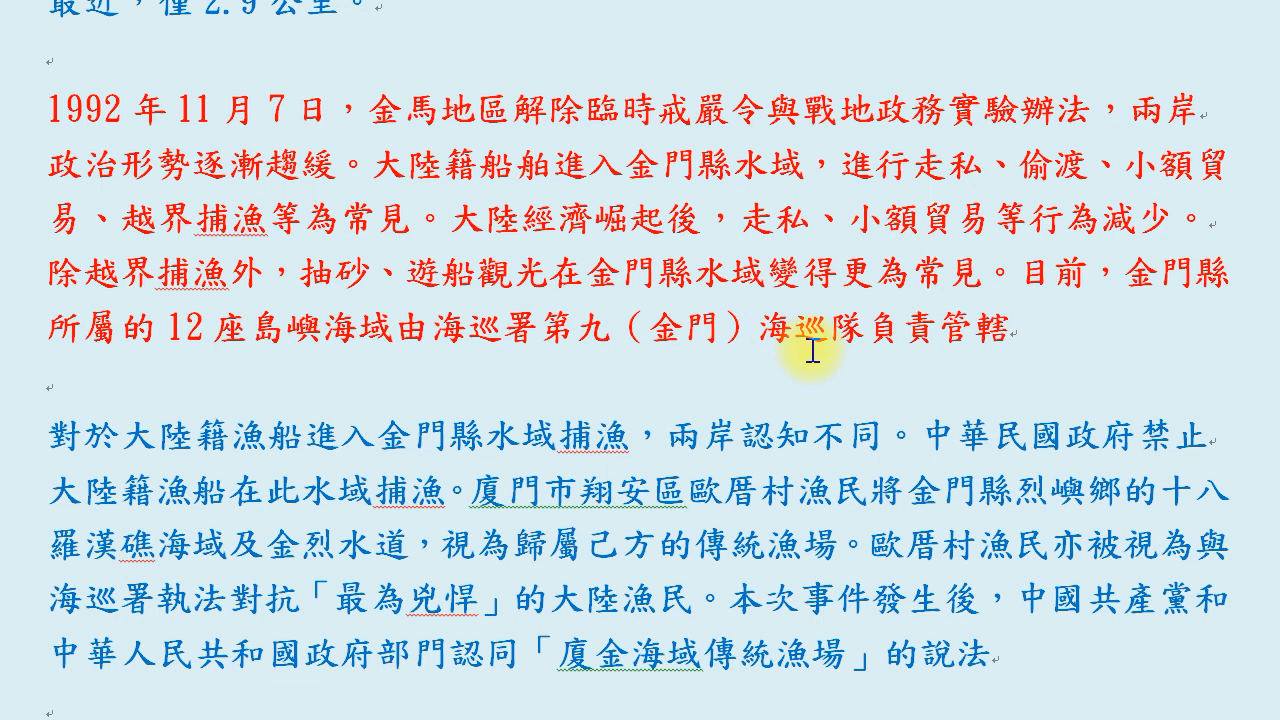 最近，僅 2.9 公里。
1992 年 11 月 7 日，金馬地區解除臨時戒嚴令與戰地政務實驗辦法，兩岸
政治形勢逐漸趨緩。大陸籍船舶進入金門縣水域，進行走私、偷渡、小額貿
易、越界捕漁等為常見。大陸經濟崛起後，走私、小額貿易等行為減少。
除越界捕漁外，抽砂、遊船觀光在金門縣水域變得更為常見。目前，金門縣
所屬的 12 座島嶼海域由海巡署第九（金門）海巡隊負責管轄
對於大陸籍漁船進入金門縣水域捕漁，兩岸認知不同。中華民國政府禁止
大陸籍漁船在此水域捕漁。廈門市翔安區歐厝村漁民將金門縣烈嶼鄉的十八
羅漢礁海域及金烈水道，視為歸屬己方的傳統漁場。歐厝村漁民亦被視為與
海巡署執法對抗「最為兇悍」的大陸漁民。本次事件發生後，中國共產黨和
中華人民共和國政府部門認同「廈金海域傳統漁場」的說法